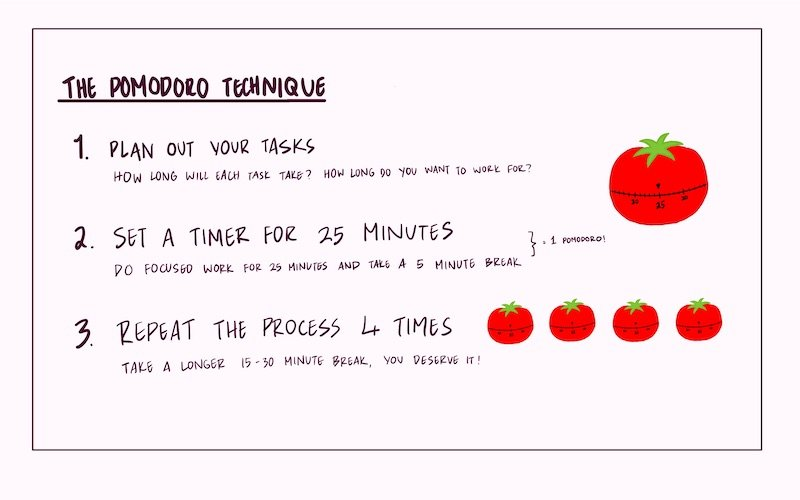 THE POMODORO TECHNIQUE
1. PLAN OUT YOUR TASKS
HOW LONG WILL EACH TASK TAKE? HOW LONG DO YOU WANT TO WORK FOR?
2. SET A TIMER FOR 25 MINUTES
DO FOCUSED WORK FOR 25 MINUTES AND TAKE A 5 MINUTE BREAK
} = 1 POMODORO!
3. REPEAT THE PROCESS 4 TIMES
TAKE A LONGER 15-30 MINUTE BREAK, YOU DESERVE IT!
25